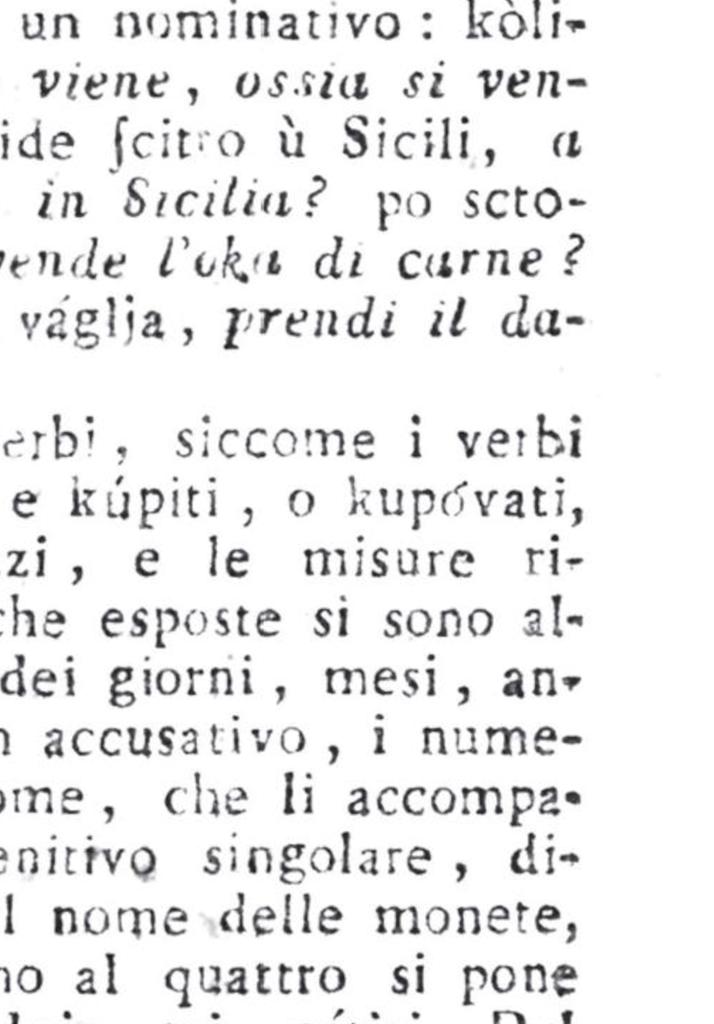 un nominativo : kòli-
viene, ossia si ven-
ide ſcitro ù Sicili, a
in Sicilia? po scto-
vende l'oka di carne?
váglja, prendi il da-
erbi, siccome i verbi
e kúpiti, o kupóvati,
zi, e le misure ri-
che esposte si sono al-
dei giorni, mesi, an-
accusativo, i nume-
ome, che li accompa-
enitivo singolare, di-
l nome delle monete,
no al quattro si pone